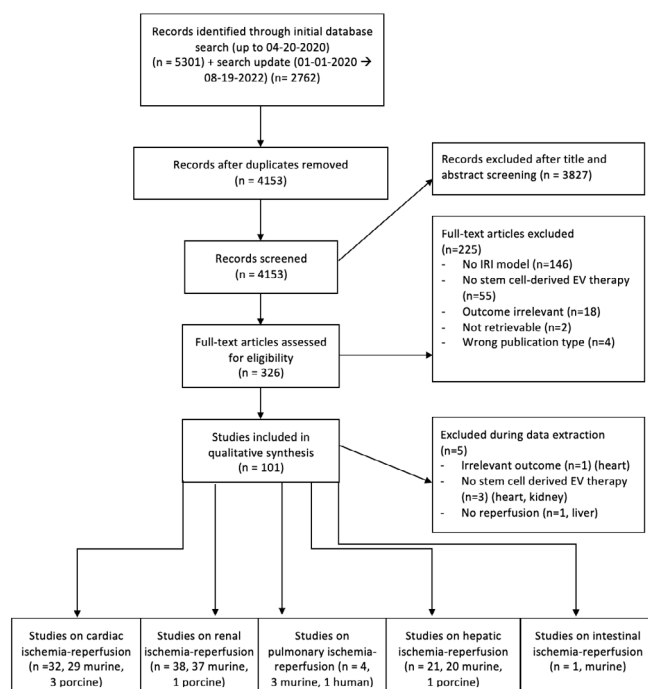 Records identified through initial database
search (up to 04-20-2020)
(n = 5301) + search update (01-01-2020 →
08-19-2022) (n= 2762)
Records after duplicates removed
(n = 4153)
Records excluded after title and
abstract screening (n = 3827)
Records screened
(n = 4153)
Full-text articles excluded
(n=225)
- No IRI model (n=146)
- No stem cell-derived EV therapy
(n=55)
- Outcome irrelevant (n=18)
- Not retrievable (n=2)
- Wrong publication type (n=4)
Full-text articles assessed
for eligibility
(n = 326)
Studies included in
qualitative synthesis
(n = 101)
Excluded during data extraction
(n=5)
- Irrelevant outcome (n=1) (heart)
- No stem cell derived EV therapy
(n=3) (heart, kidney)
- No reperfusion (n=1, liver)
Studies on cardiac
ischemia-reperfusion
(n =32, 29 murine,
3 porcine)
Studies on renal
ischemia-reperfusion
(n = 38, 37 murine,
1 porcine)
Studies on
pulmonary ischemia-
reperfusion (n = 4,
3 murine, 1 human)
Studies on hepatic
ischemia-reperfusion
(n = 21, 20 murine,
1 porcine)
Studies on intestinal
ischemia-reperfusion
(n = 1, murine)